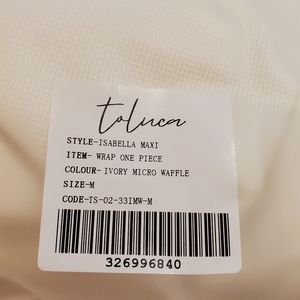 toluca
STYLE-ISABELLA MAXI
ITEM- WRAP ONE PIECE
COLOUR- IVORY MICRO WAFFLE
SIZE-M
CODE-TS-02-33IMW-M
326996840